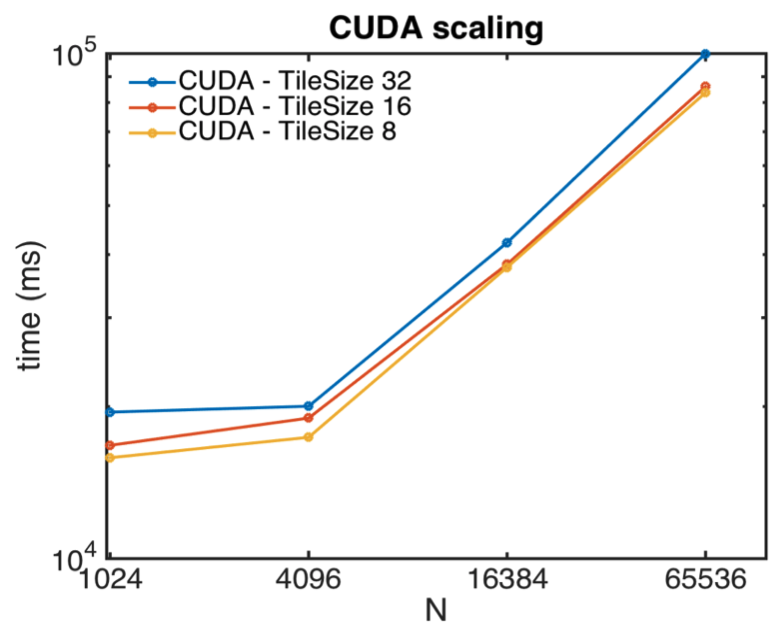 CUDA scaling
10^5
CUDA - TileSize 32
CUDA - TileSize 16
CUDA - TileSize 8
time (ms)
10^4
1024 4096 16384 65536
N